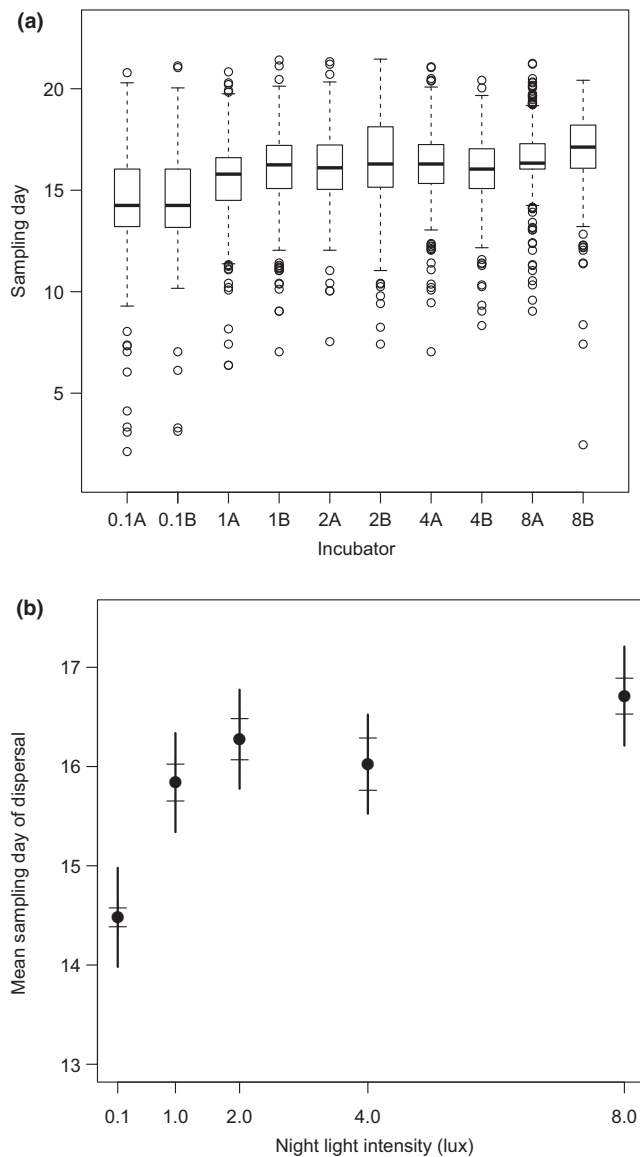 (a)
20
15
10
5
Sampling day
0.1A 0.1B 1A 1B 2A 2B 4A 4B 8A 8B
Incubator
(b)
17
16
15
14
13
Mean sampling day of dispersal
0.1 1.0 2.0 4.0 8.0
Night light intensity (lux)